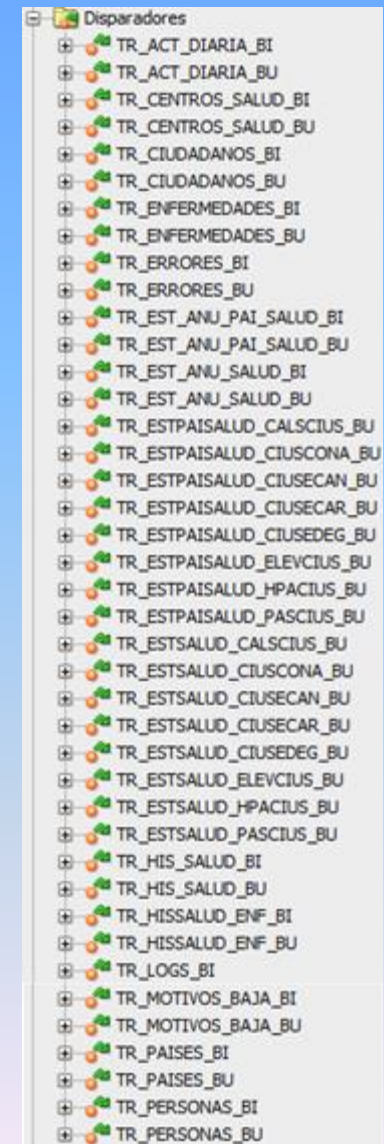 Disparadores
TR_ACT_DIARIA_BI
TR_ACT_DIARIA_BU
TR_CENTROS_SALUD_BI
TR_CENTROS_SALUD_BU
TR_CIUDADANOS_BI
TR_CIUDADANOS_BU
TR_ENFERMEDADES_BI
TR_ENFERMEDADES_BU
TR_ERRORES_BI
TR_ERRORES_BU
TR_EST_ANU_PAI_SALUD_BI
TR_EST_ANU_PAI_SALUD_BU
TR_EST_ANU_SALUD_BI
TR_EST_ANU_SALUD_BU
TR_ESTPAISALUD_CALSCIUS_BU
TR_ESTPAISALUD_CIUSCONA_BU
TR_ESTPAISALUD_CIUSECAN_BU
TR_ESTPAISALUD_CIUSECAR_BU
TR_ESTPAISALUD_CIUSEDEG_BU
TR_ESTPAISALUD_ELEVCIUS_BU
TR_ESTPAISALUD_HPACIUS_BU
TR_ESTPAISALUD_PASCIUS_BU
TR_ESTSALUD_CALSCIUS_BU
TR_ESTSALUD_CIUSCONA_BU
TR_ESTSALUD_CIUSECAN_BU
TR_ESTSALUD_CIUSECAR_BU
TR_ESTSALUD_CIUSEDEG_BU
TR_ESTSALUD_ELEVCIUS_BU
TR_ESTSALUD_HPACIUS_BU
TR_ESTSALUD_PASCIUS_BU
TR_HIS_SALUD_BI
TR_HIS_SALUD_BU
TR_HISSALUD_ENF_BI
TR_HISSALUD_ENF_BU
TR_LOGS_BI
TR_MOTIVOS_BAJA_BI
TR_MOTIVOS_BAJA_BU
TR_PAISES_BI
TR_PAISES_BU
TR_PERSONAS_BI
TR_PERSONAS_BU